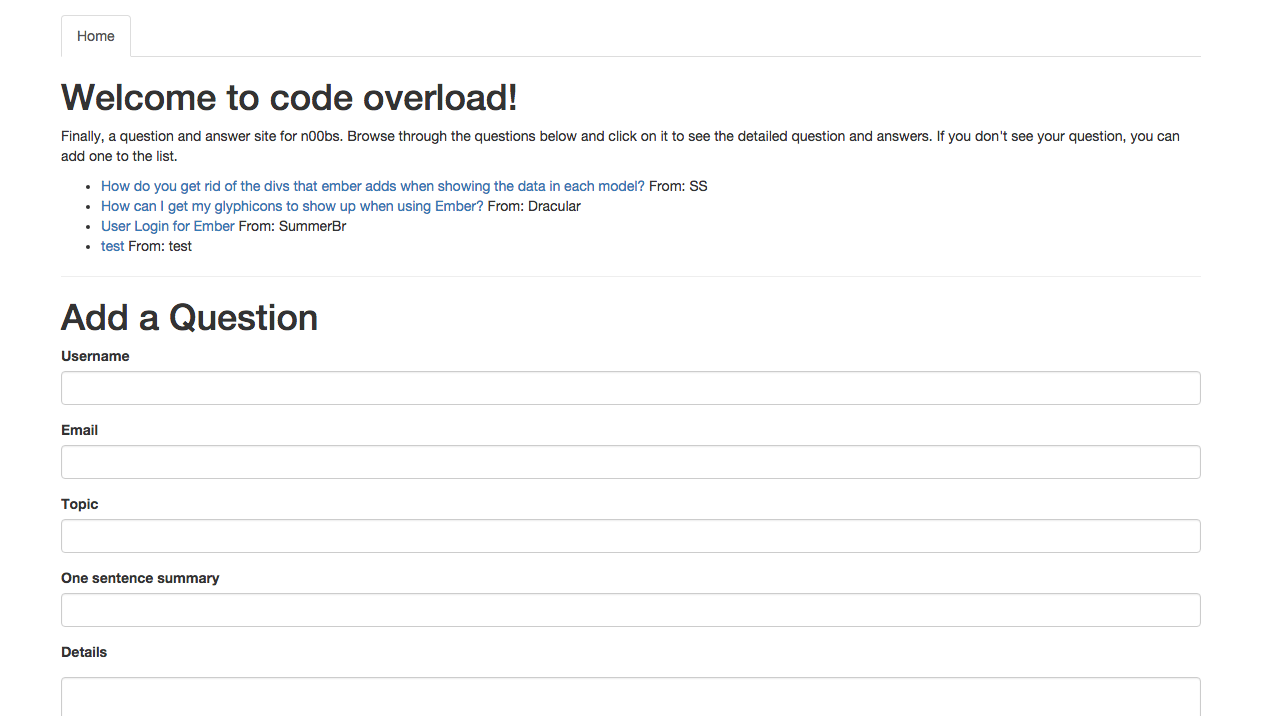 Home
Welcome to code overload!
Finally, a question and answer site for n00bs. Browse through the questions below and click on it to see the detailed question and answers. If you don't see your question, you can
add one to the list.
How do you get rid of the divs that ember adds when showing the data in each model? From: SS
How can I get my glyphicons to show up when using Ember? From: Dracular
User Login for Ember From: SummerBr
test From: test
Add a Question
Username
Email
Topic
One sentence summary
Details